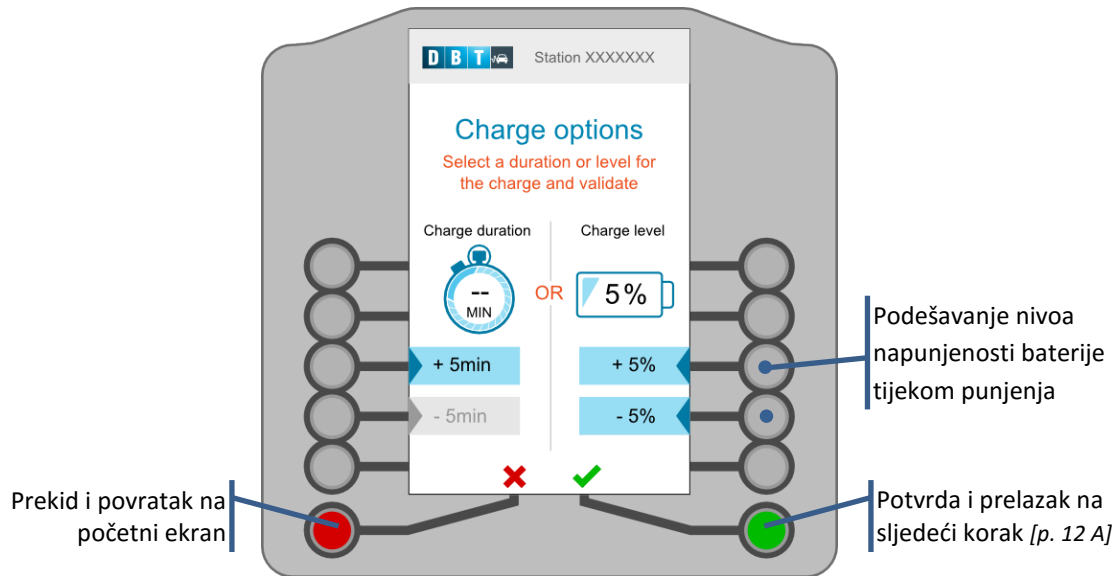 DBT Station XXXXXXX
Charge options
Select a duration or level for
the charge and validate
Charge duration
Charge level
--
MIN
OR
5%
+ 5min
+ 5%
- 5min
- 5%
Podešavanje nivoa
napunjenosti baterije
tijekom punjenja
Prekid i povratak na
početni ekran
Potvrda i prelazak na
sljedeći korak [p. 12 A]